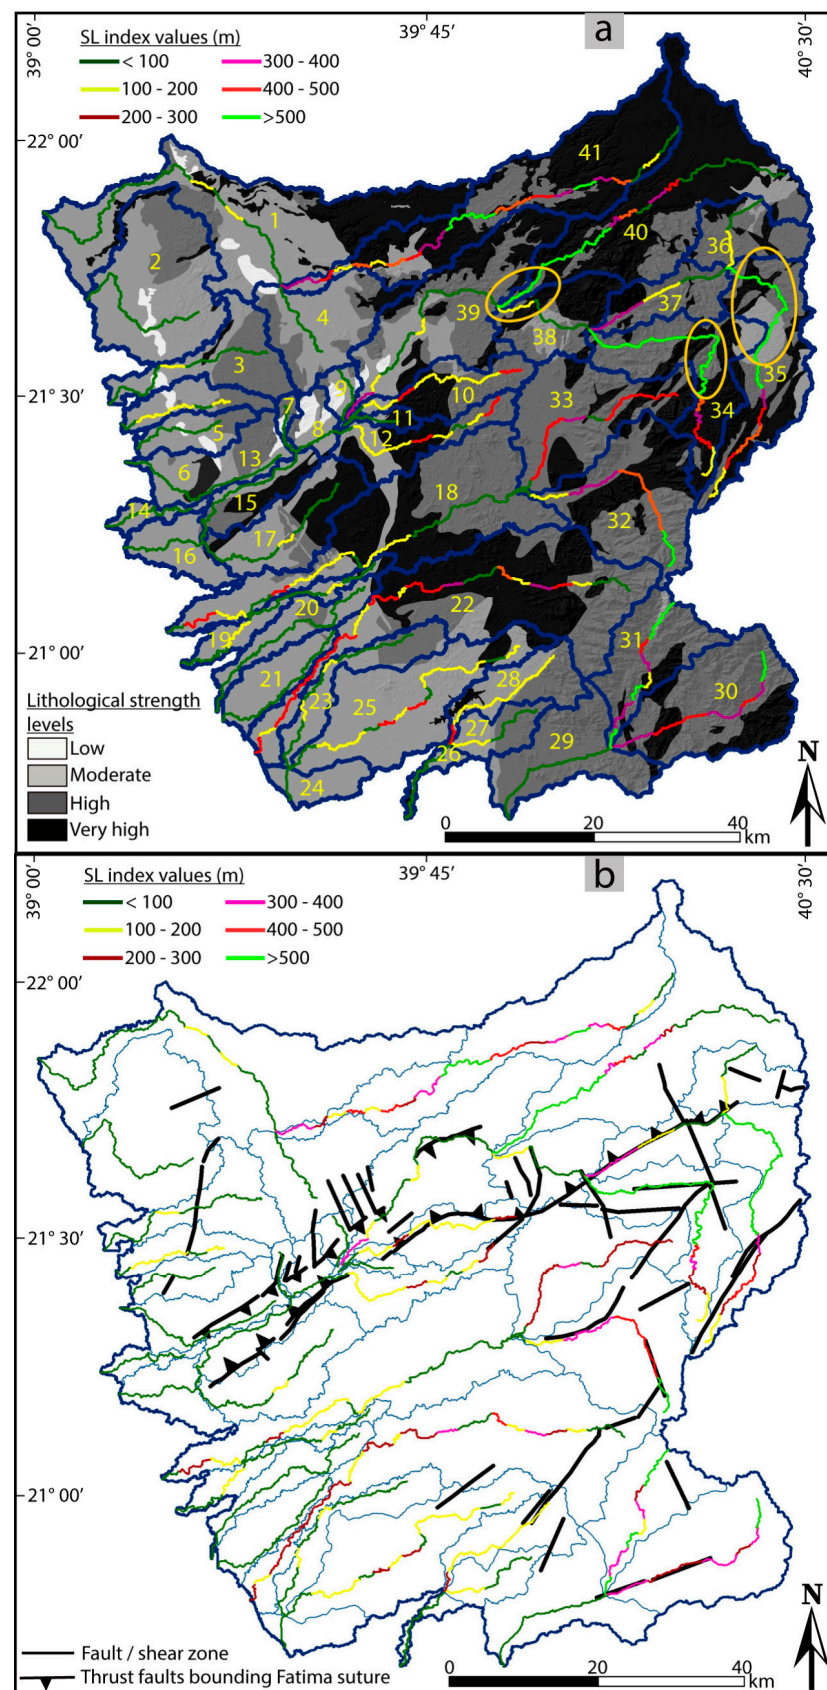 39° 00’
39° 45’
40° 30’
a
SL index values (m)
< 100
300 - 400
100 - 200
400 - 500
200 - 300
>500
22° 00’
41
1
2
40
36
4
37
39
38
3
9
35
10
33
7
34
11
5
8
12
13
6
21° 30’
18
15
14
32
17
16
20
22
19
31
21° 00’
21
28
23
25
30
27
29
26
24
Lithological strength
levels
Low
Moderate
High
Very high
N
0
20
40
km
39° 00’
39° 45’
40° 30’
b
SL index values (m)
< 100
300 - 400
100 - 200
400 - 500
200 - 300
>500
22° 00’
21° 30’
21° 00’
N
Fault / shear zone
Thrust faults bounding Fatima suture
0
20
40
km